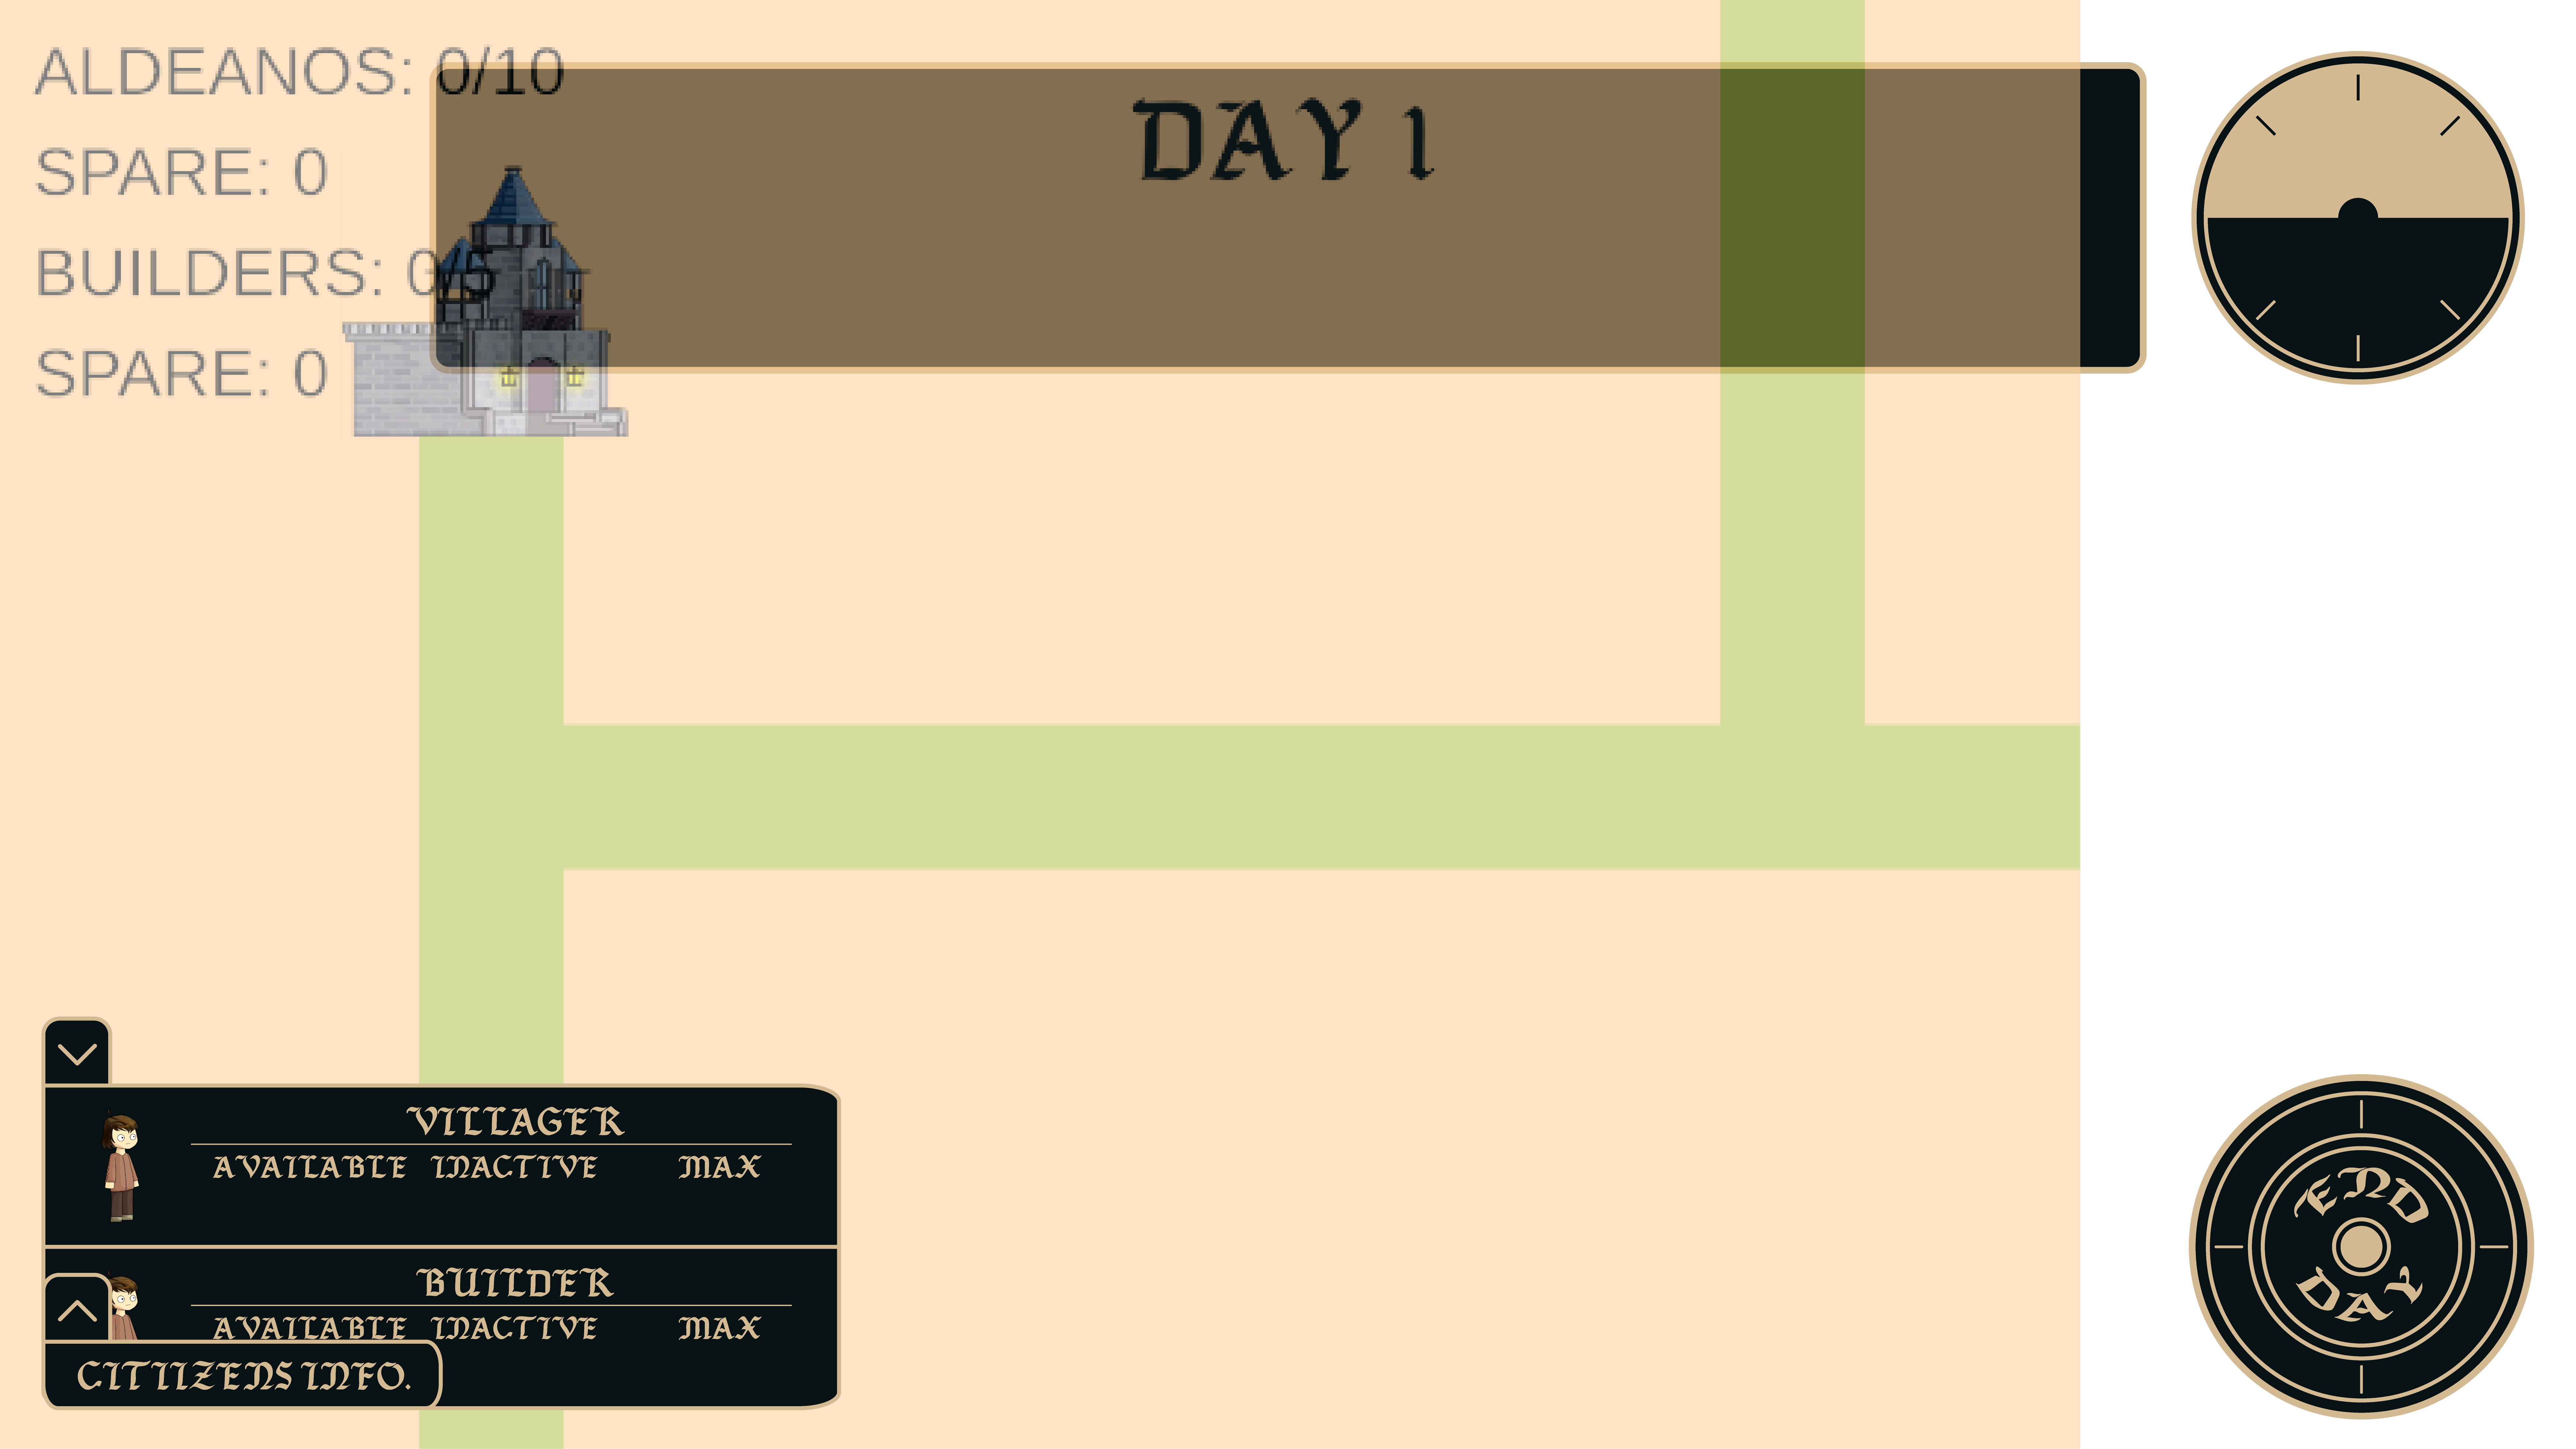 ALDEANOS: 0/10
DAY 1
SPARE: 0
BUILDERS: 0/5
SPARE: 0
VILLAGER
AVAILABLE INACTIVE MAX
BUILDER
AVAILABLE INACTIVE MAX
CITIIZENS INFO.
END
DAY